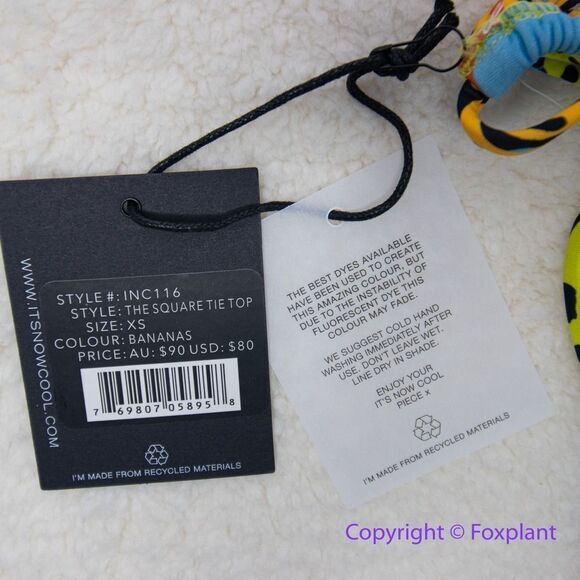 WWW.ITSNOWCOOL.COM
STYLE #: INC116
STYLE: THE SQUARE TIE TOP
SIZE: XS
COLOUR: BANANAS
PRICE: AU: $90 USD: $80
7 69807 05895 8
I'M MADE FROM RECYCLED MATERIALS
THE BEST DYES AVAILABLE
HAVE BEEN USED TO CREATE
THIS AMAZING COLOUR, BUT
DUE TO THE INSTABILITY OF
FLUORESCENT DYE THIS
COLOUR MAY FADE.
WE SUGGEST COLD HAND
WASHING IMMEDIATELY AFTER
USE. DON'T LEAVE WET.
LINE DRY IN SHADE.
ENJOY YOUR
IT'S NOW COOL
PIECE x
I'M MADE FROM RECYCLED MATERIALS
Copyright © Foxplant